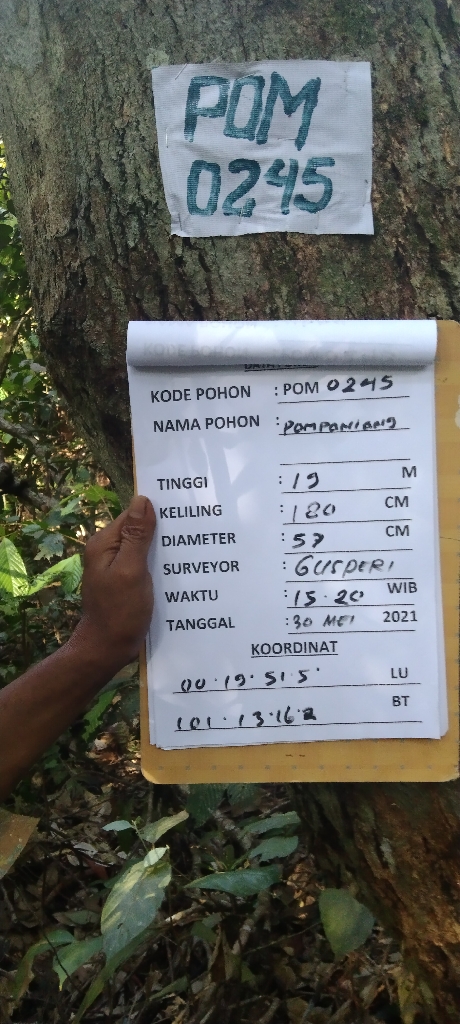 POM
0245
KODE POHON : POM 0245
NAMA POHON : Pompaniang
TINGGI : 19 M
KELILING : 180 CM
DIAMETER : 57 CM
SURVEYOR : GUSPERI
WAKTU : 15.20 WIB
TANGGAL : 30 MEI 2021
KOORDINAT
00.19.51.5 LU
101.13.16.2 BT